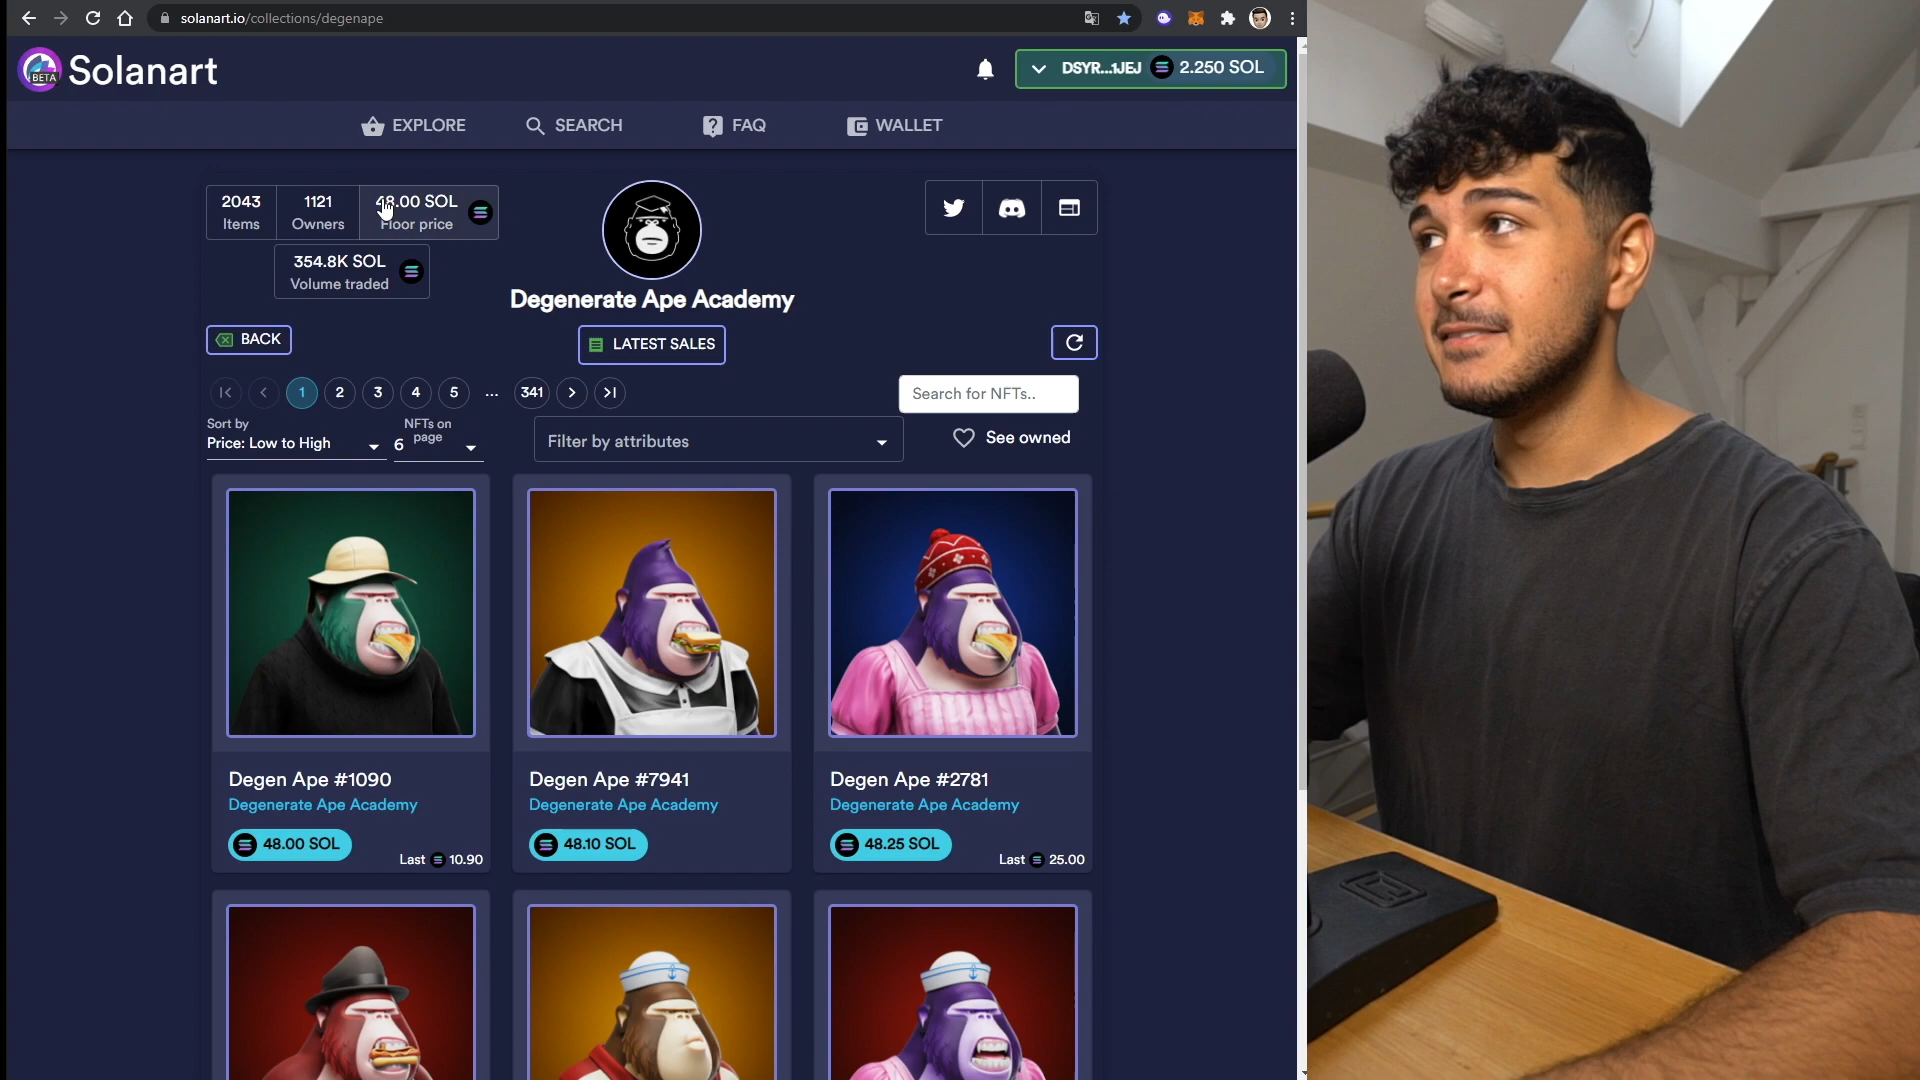 solanart.io/collections/degenape
BETA
Solanart
DSYR...1JEJ
2.250 SOL
EXPLORE
SEARCH
FAQ
WALLET
2043
Items
1121
Owners
48.00 SOL
Floor price
354.8K SOL
Volume traded
Degenerate Ape Academy
BACK
LATEST SALES
1
2
3
4
5
...
341
Search for NFTs..
Sort by
Price: Low to High
NFTs on
page
6
Filter by attributes
See owned
Degen Ape #1090
Degenerate Ape Academy
48.00 SOL
Last 10.90
Degen Ape #7941
Degenerate Ape Academy
48.10 SOL
Degen Ape #2781
Degenerate Ape Academy
48.25 SOL
Last 25.00